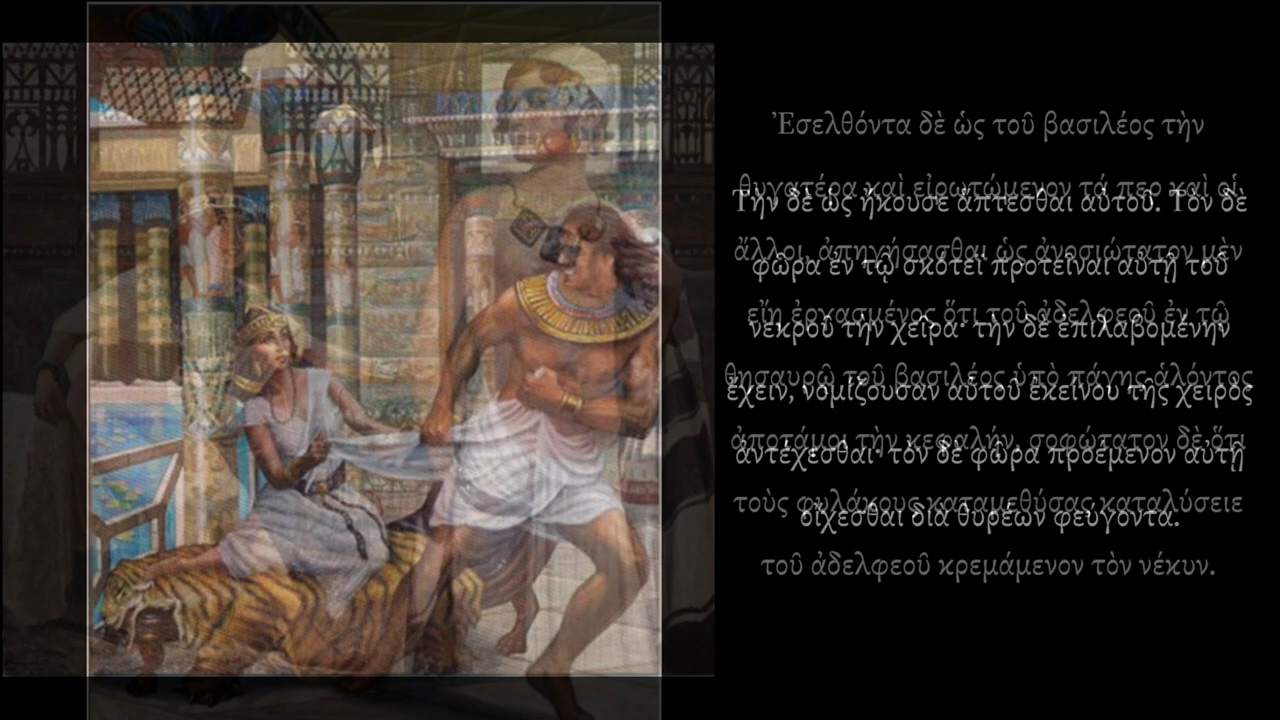 Ἐσελθόντα δὲ ὡς τοῦ βασιλέος τὴν
θυγατέρα καὶ εἰρωτώμενον τά περ καὶ οἱ
ἄλλοι, ἀπηγήσασθαι ὡς ἀνοσιώτατον μὲν
εἴη ἐργασμένος ὅτι τοῦ ἀδελφεοῦ ἐν τῷ
θησαυρῷ τοῦ βασιλέος ὑπὸ πάγης ἁλόντος
ἀποτάμοι τὴν κεφαλήν, σοφώτατον δὲ ὅτι
τοὺς φυλάκους καταμεθύσας καταλύσειε
τοῦ ἀδελφεοῦ κρεμάμενον τὸν νέκυν.
Τὴν δὲ ὡς ἤκουσε ἅπτεσθαι αὐτοῦ. Τὸν δὲ
φῶρα ἐν τῷ σκότεϊ προτεῖναι αὐτῇ τοῦ
νεκροῦ τὴν χεῖρα· τὴν δὲ ἐπιλαβομένην
ἔχειν, νομίζουσαν αὐτοῦ ἐκείνου τῆς χειρὸς
ἀντέχεσθαι· τὸν δὲ φῶρα προέμενον αὐτῇ
οἴχεσθαι διὰ θυρέων φεύγοντα.